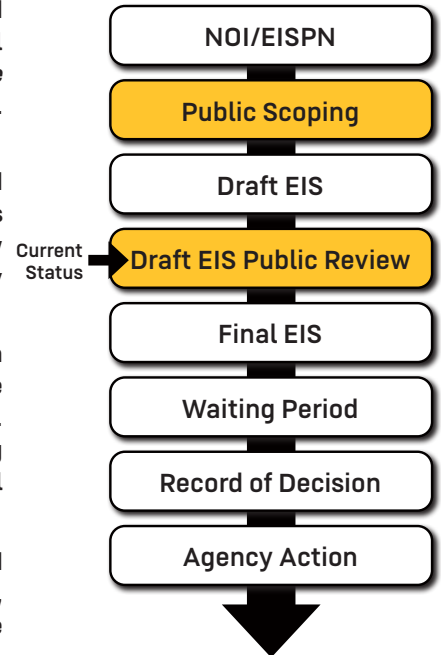 NOI/EISPN
Public Scoping
Draft EIS
Current
Status
Draft EIS Public Review
Final EIS
Waiting Period
Record of Decision
Agency Action